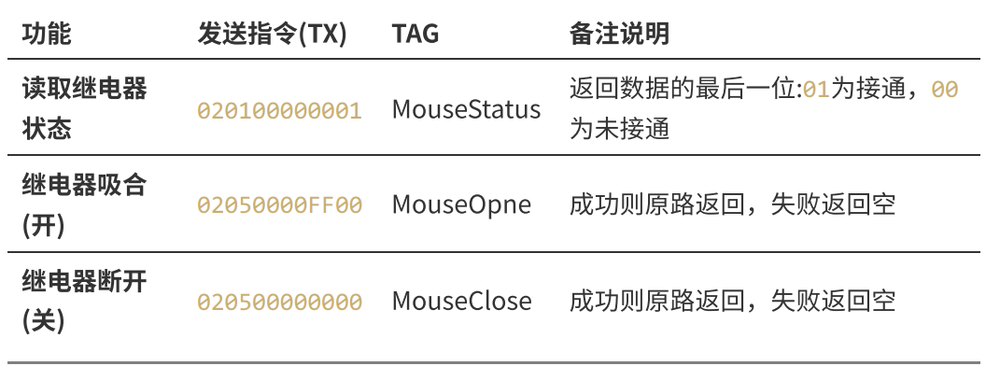 功能 发送指令(TX) TAG 备注说明
读取继电器状态 020100000001 MouseStatus 返回数据的最后一位:01为接通，00为未接通
继电器吸合(开) 02050000FF00 MouseOpne 成功则原路返回，失败返回空
继电器断开(关) 020500000000 MouseClose 成功则原路返回，失败返回空